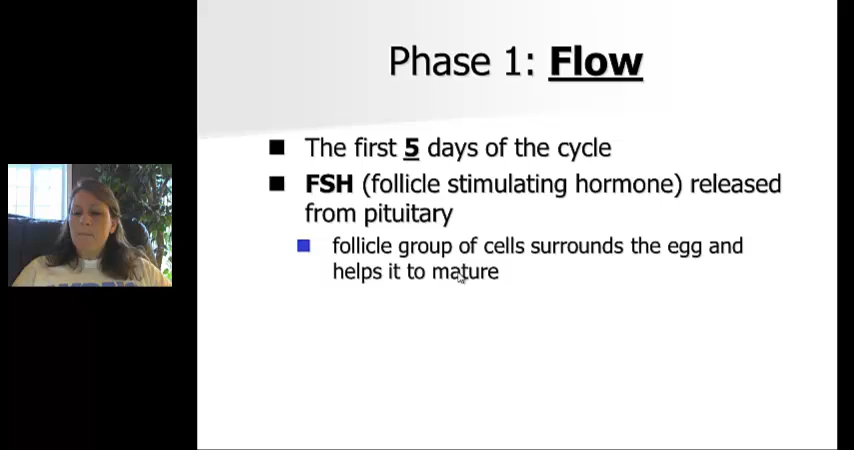 Phase 1: Flow
The first 5 days of the cycle
FSH (follicle stimulating hormone) released
from pituitary
follicle group of cells surrounds the egg and
helps it to mature